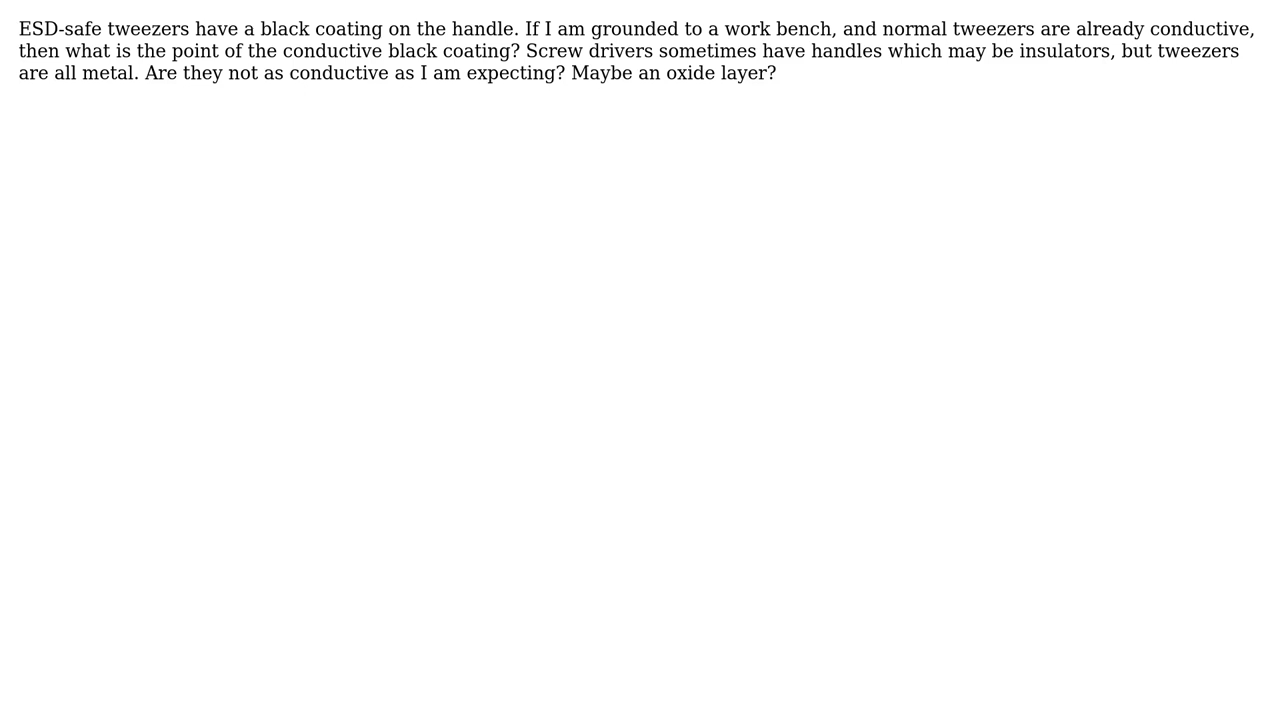 ESD-safe tweezers have a black coating on the handle. If I am grounded to a work bench, and normal tweezers are already conductive,
then what is the point of the conductive black coating? Screw drivers sometimes have handles which may be insulators, but tweezers
are all metal. Are they not as conductive as I am expecting? Maybe an oxide layer?